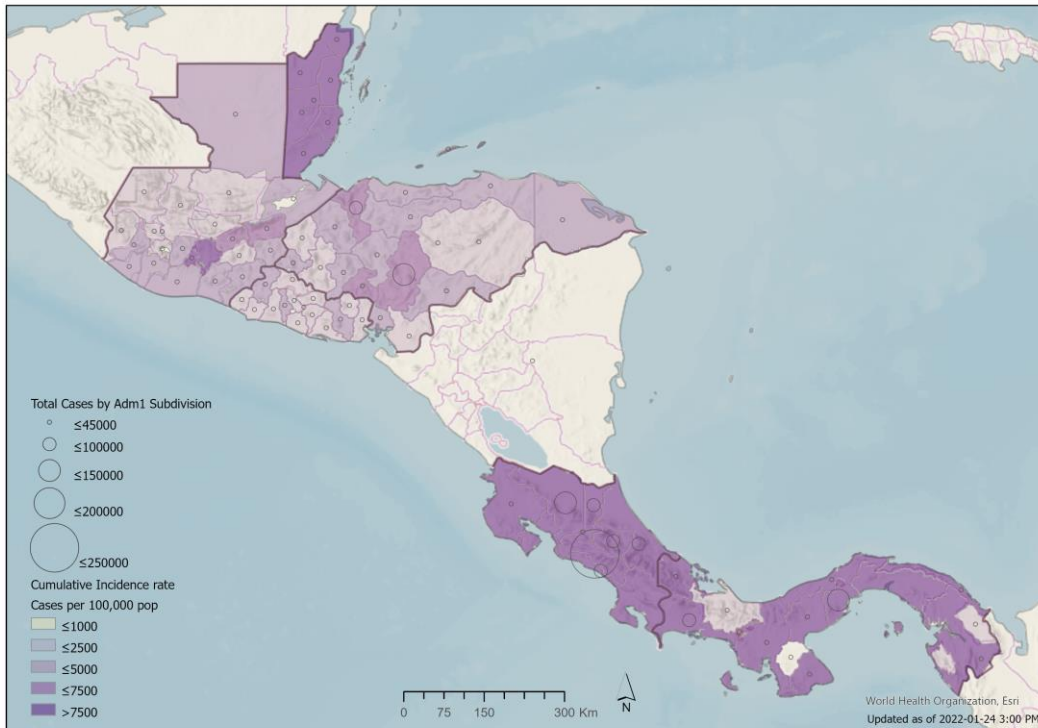 Total Cases by Adm1 Subdivision
≤45000
≤100000
≤150000
≤200000
≤250000
Cumulative Incidence rate
Cases per 100,000 pop
≤1000
≤2500
≤5000
≤7500
>7500
0 75 150 300 Km
N
World Health Organization, Esri
Updated as of 2022-01-24 3:00 PM